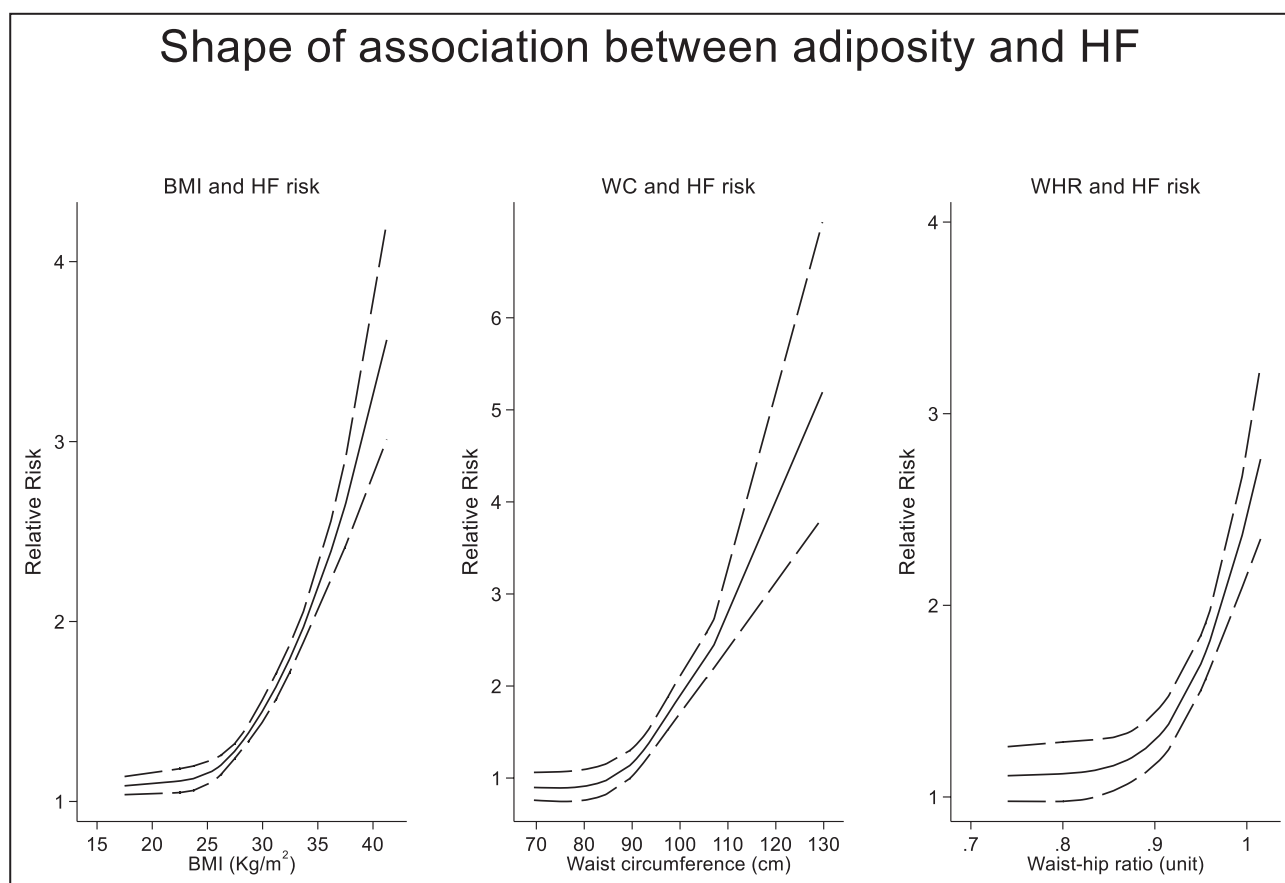 Shape of association between adiposity and HF
BMI and HF risk
4
3
2
1
Relative Risk
15 20 25 30 35 40
BMI (Kg/m²)
WC and HF risk
6
5
4
3
2
1
Relative Risk
70 80 90 100 110 120 130
Waist circumference (cm)
WHR and HF risk
4
3
2
1
Relative Risk
.7 .8 .9 1
Waist-hip ratio (unit)